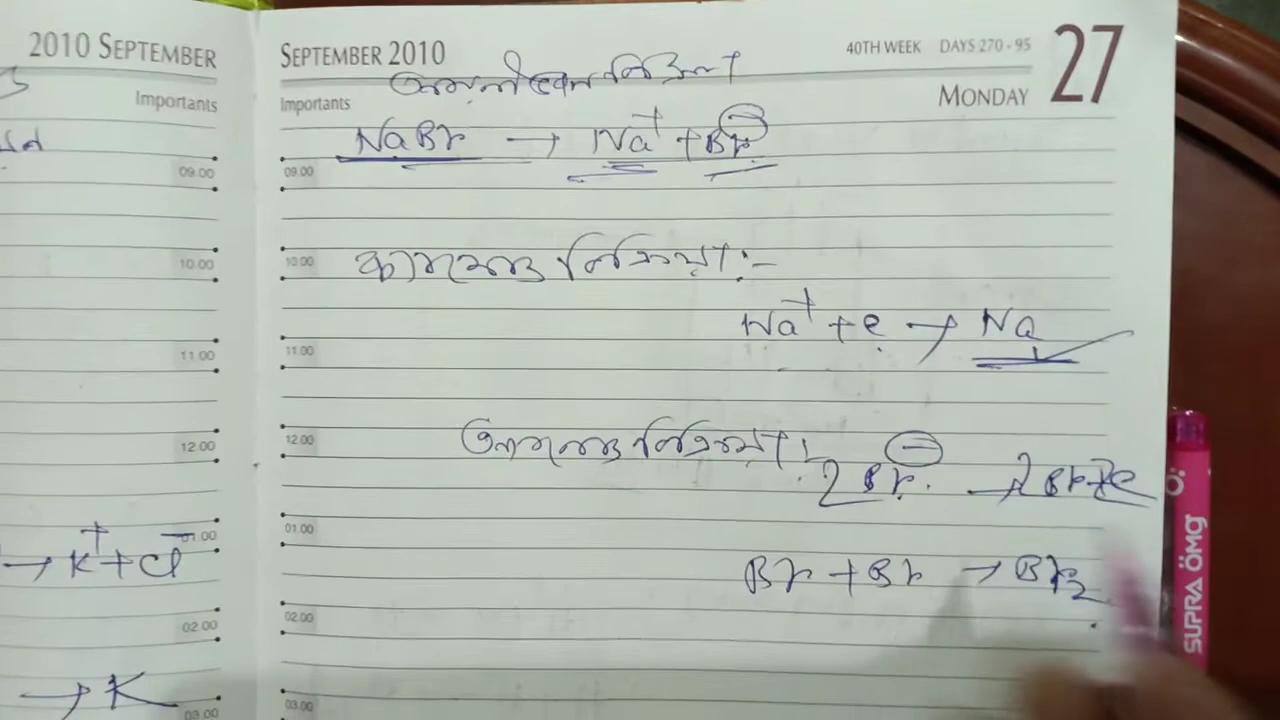 2010 SEPTEMBER
Importants
09.00
10.00
11.00
12.00
01.00
→ K⁺ + Cl⁻
02.00
→ K
03.00
SEPTEMBER 2010
40TH WEEK DAYS 270 - 95
27
MONDAY
Importants
NaBr → Na⁺ + Br⁻
09.00
10.00
ক্যাথোডে বিক্রিয়া :-
Na⁺ + e → Na
11.00
12.00
অ্যানোডে বিক্রিয়া :
2Br⁻ → 2Br + 2e
01.00
Br + Br → Br₂
02.00
03.00
SUPRA ÖMG